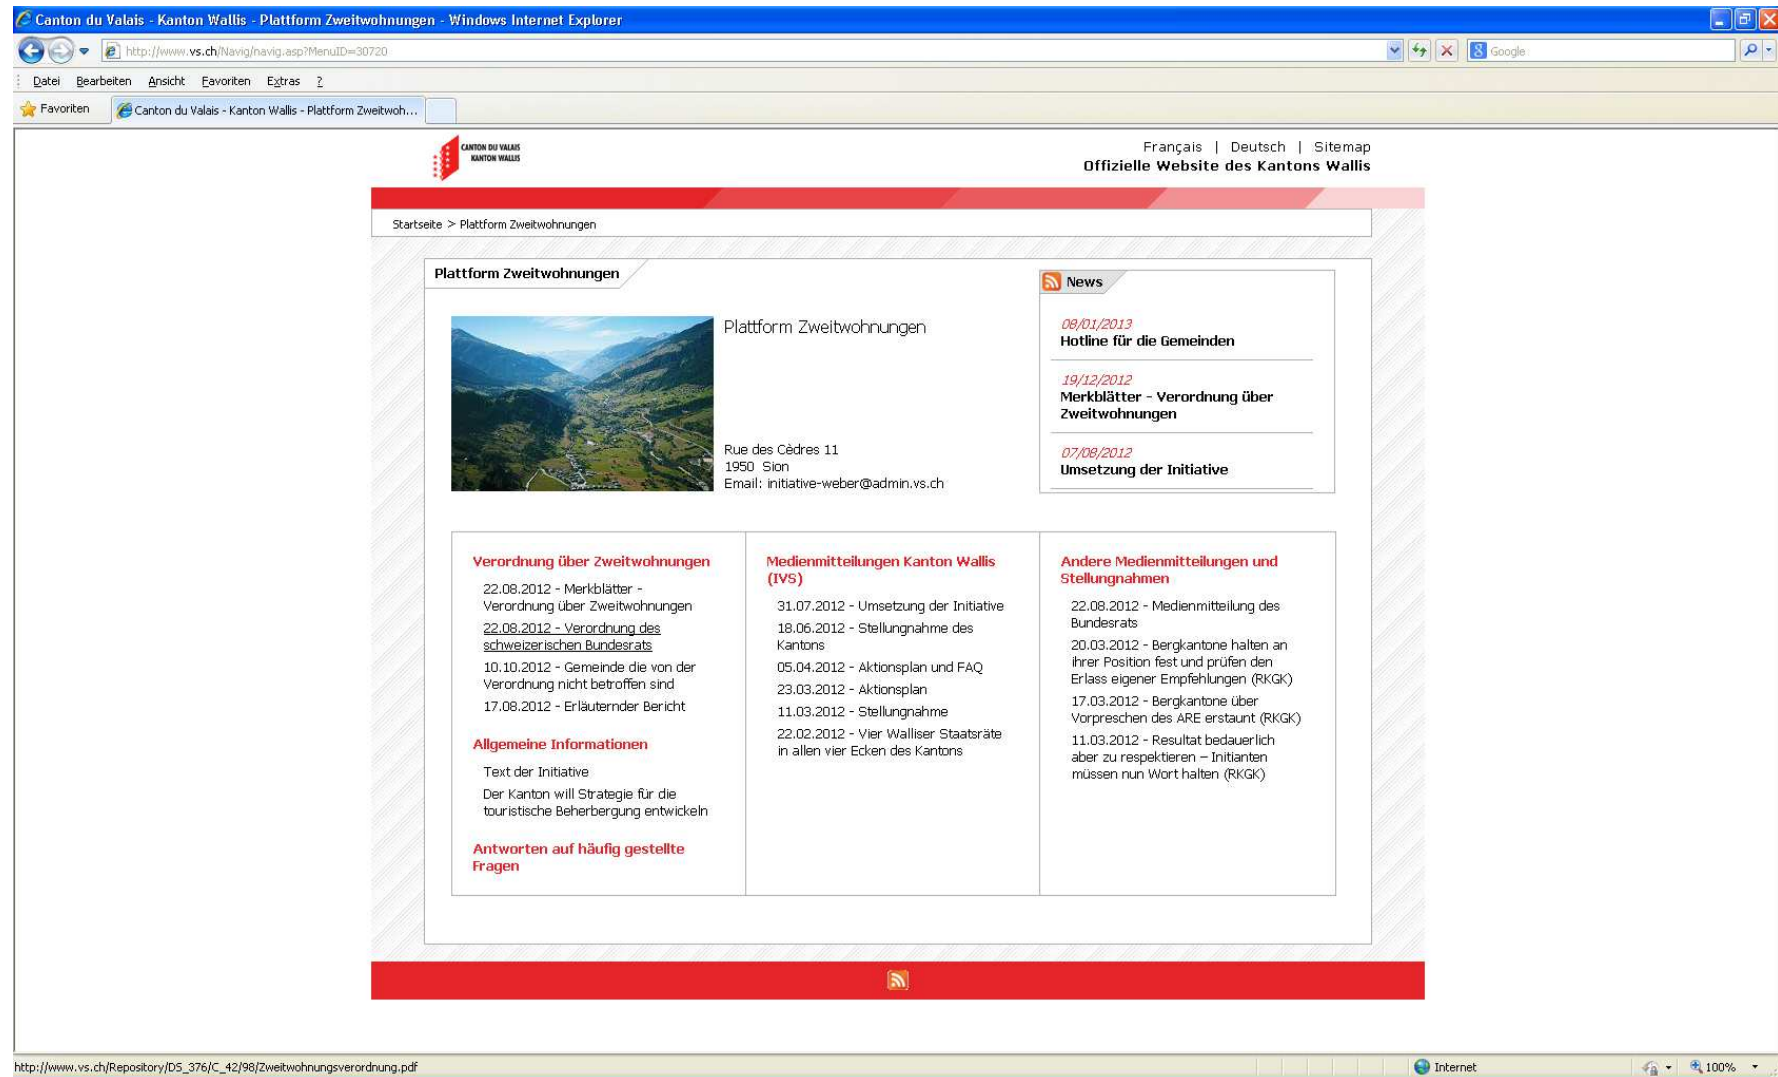 Canton du Valais - Kanton Wallis - Plattform Zweitwohnungen - Windows Internet Explorer
http://www.vs.ch/Navig/navig.asp?MenuID=30720
Google
Datei Bearbeiten Ansicht Favoriten Extras ?
Favoriten
Canton du Valais - Kanton Wallis - Plattform Zweitwoh...
CANTON DU VALAIS
KANTON WALLIS
Français | Deutsch | Sitemap
Offizielle Website des Kantons Wallis
Startseite > Plattform Zweitwohnungen
Plattform Zweitwohnungen
Plattform Zweitwohnungen
Rue des Cèdres 11
1950 Sion
Email: initiative-weber@admin.vs.ch
News
08/01/2013
Hotline für die Gemeinden
19/12/2012
Merkblätter - Verordnung über
Zweitwohnungen
07/08/2012
Umsetzung der Initiative
Verordnung über Zweitwohnungen
22.08.2012 - Merkblätter -
Verordnung über Zweitwohnungen
22.08.2012 - Verordnung des
schweizerischen Bundesrats
10.10.2012 - Gemeinde die von der
Verordnung nicht betroffen sind
17.08.2012 - Erläuternder Bericht
Allgemeine Informationen
Text der Initiative
Der Kanton will Strategie für die
touristische Beherbergung entwickeln
Antworten auf häufig gestellte
Fragen
Medienmitteilungen Kanton Wallis
(IVS)
31.07.2012 - Umsetzung der Initiative
18.06.2012 - Stellungnahme des
Kantons
05.04.2012 - Aktionsplan und FAQ
23.03.2012 - Aktionsplan
11.03.2012 - Stellungnahme
22.02.2012 - Vier Walliser Staatsräte
in allen vier Ecken des Kantons
Andere Medienmitteilungen und
Stellungnahmen
22.08.2012 - Medienmitteilung des
Bundesrats
20.03.2012 - Bergkantone halten an
ihrer Position fest und prüfen den
Erlass eigener Empfehlungen (RKGK)
17.03.2012 - Bergkantone über
Vorpreschen des ARE erstaunt (RKGK)
11.03.2012 - Resultat bedauerlich
aber zu respektieren – Initianten
müssen nun Wort halten (RKGK)
http://www.vs.ch/Repository/DS_376/C_42/98/Zweitwohnungsverordnung.pdf
Internet
100%